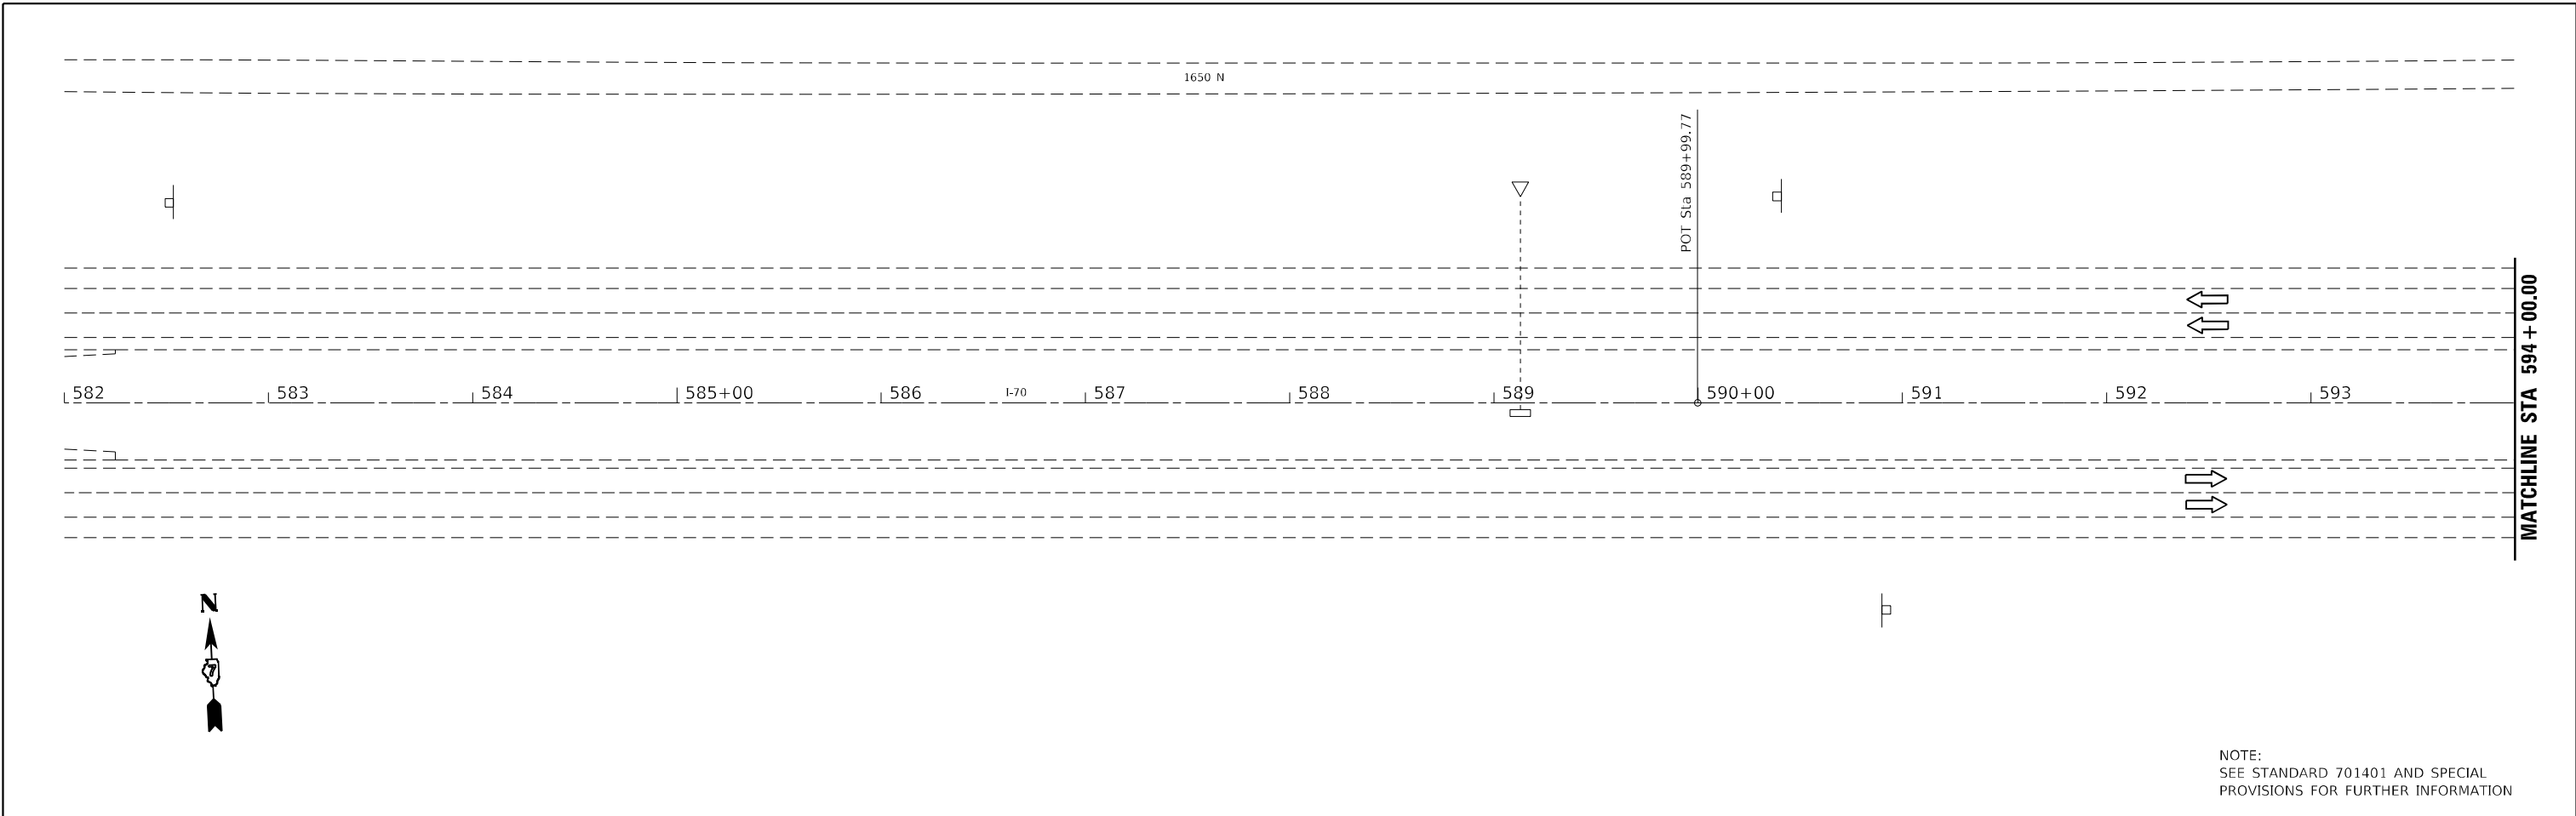 1650 N
POT Sta 589+99.77
MATCHLINE STA 594+00.00
582 583 584 585+00 586 I-70 587 588 589 590+00 591 592 593
N
7
NOTE:
SEE STANDARD 701401 AND SPECIAL
PROVISIONS FOR FURTHER INFORMATION